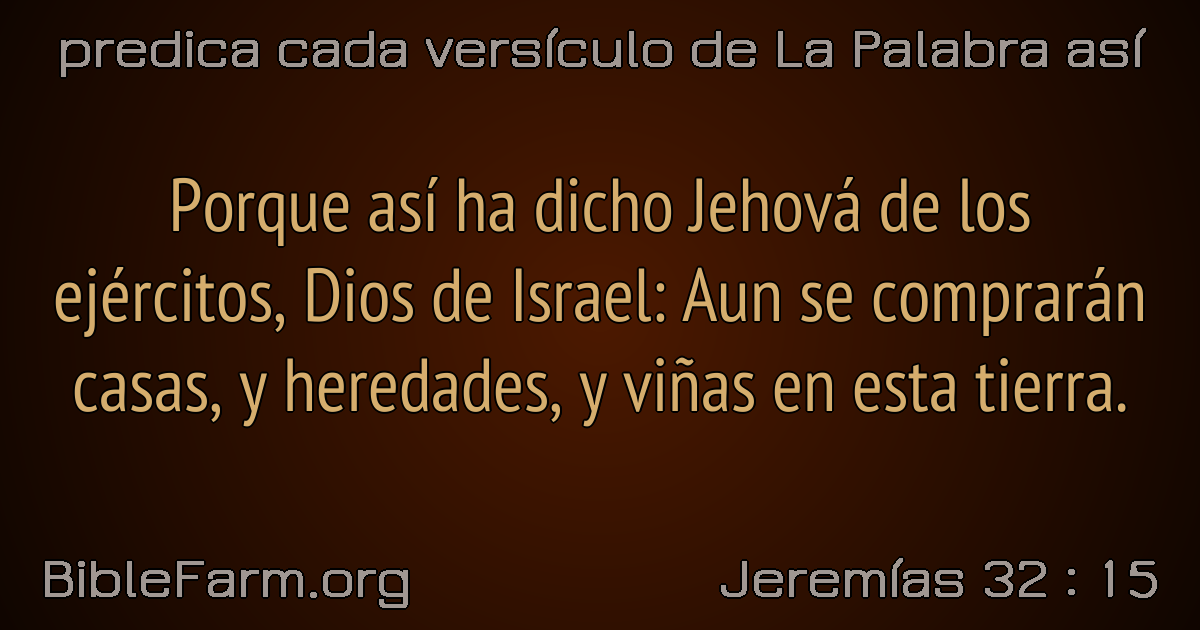 predica cada versículo de La Palabra así
Porque así ha dicho Jehová de los
ejércitos, Dios de Israel: Aun se comprarán
casas, y heredades, y viñas en esta tierra.
BibleFarm.org
Jeremías 32 : 15